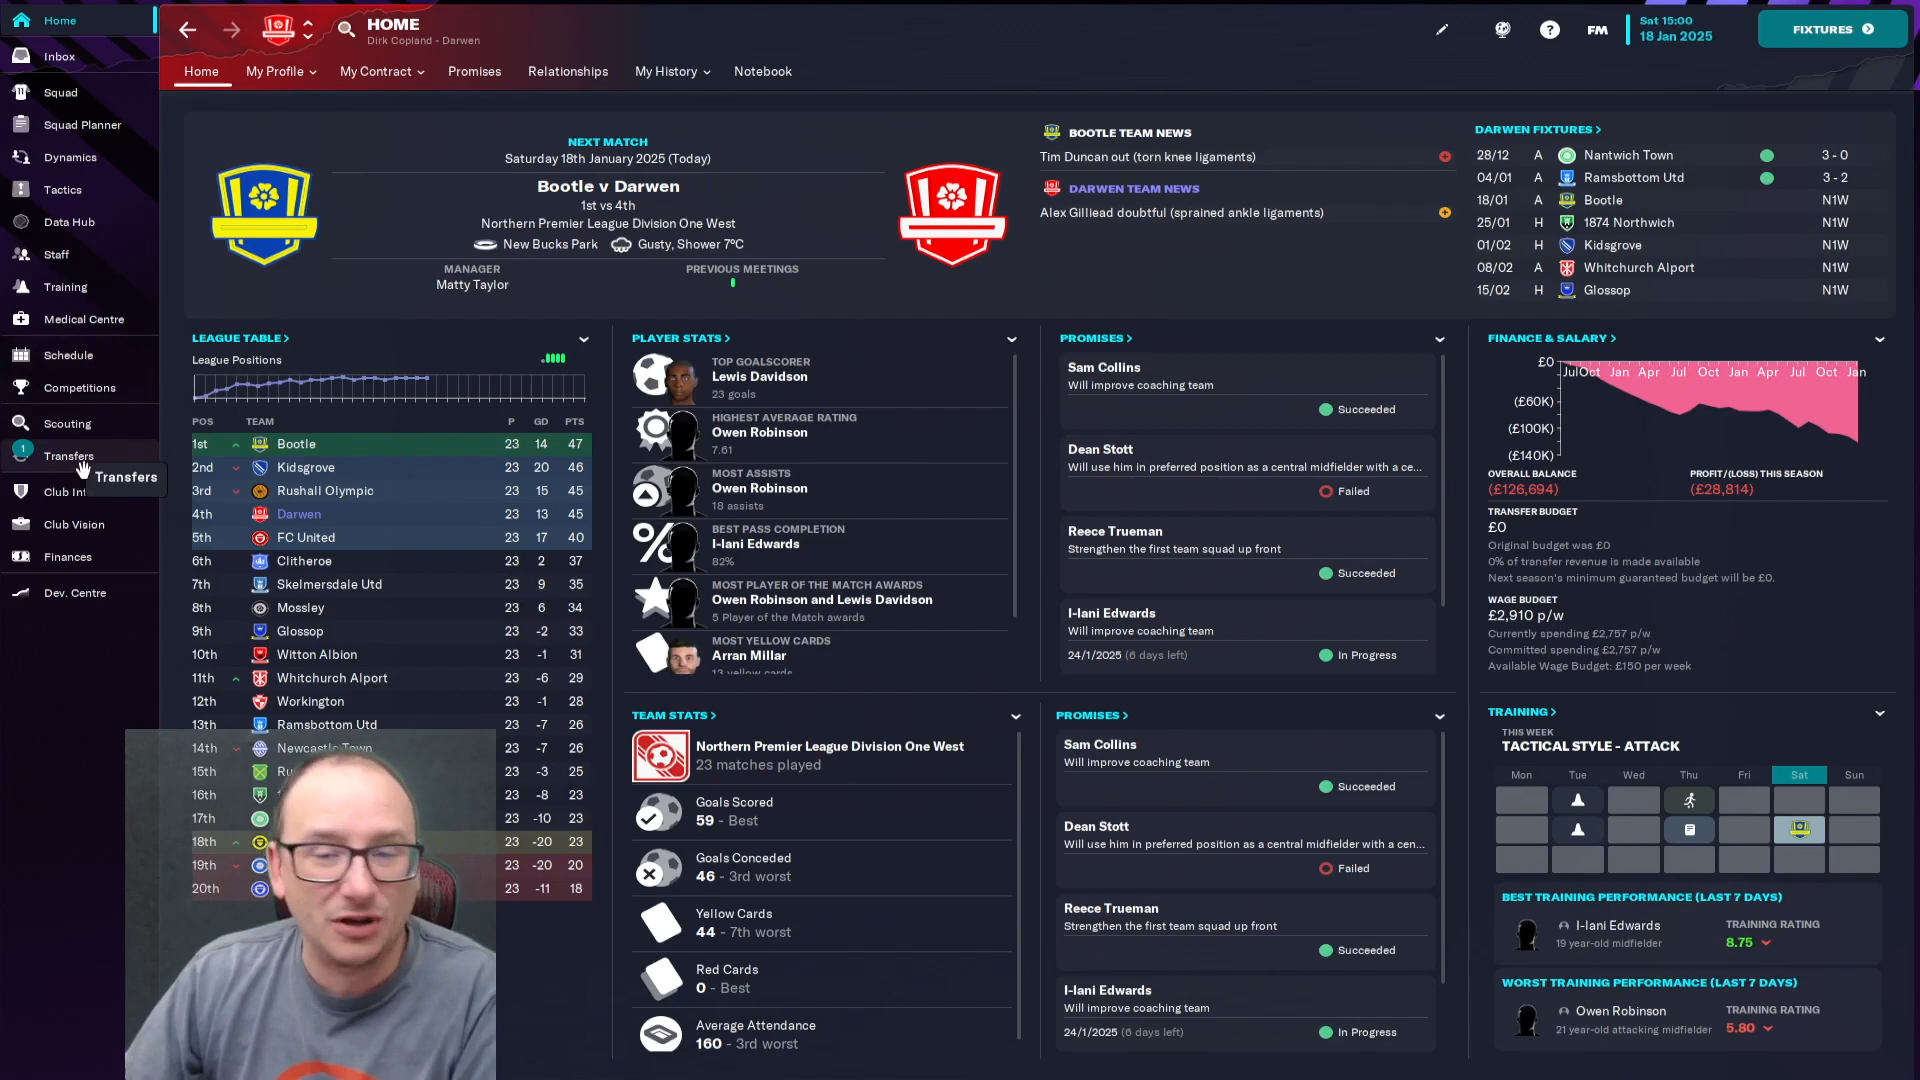 Home
Inbox
Squad
Squad Planner
Dynamics
Tactics
Data Hub
Staff
Training
Medical Centre
Schedule
Competitions
Scouting
1
Transfers
Transfers
Club In
Club Vision
Finances
Dev. Centre
HOME
Dirk Copland - Darwen
FM
Sat 15:00
18 Jan 2025
FIXTURES
Home
My Profile
My Contract
Promises
Relationships
My History
Notebook
NEXT MATCH
Saturday 18th January 2025 (Today)
Bootle v Darwen
1st vs 4th
Northern Premier League Division One West
New Bucks Park
Gusty, Shower 7ºC
MANAGER
Matty Taylor
PREVIOUS MEETINGS
BOOTLE TEAM NEWS
Tim Duncan out (torn knee ligaments)
DARWEN TEAM NEWS
Alex Gilliead doubtful (sprained ankle ligaments)
DARWEN FIXTURES >
28/12 A Nantwich Town 3 - 0
04/01 A Ramsbottom Utd 3 - 2
18/01 A Bootle N1W
25/01 H 1874 Northwich N1W
01/02 H Kidsgrove N1W
08/02 A Whitchurch Alport N1W
15/02 H Glossop N1W
LEAGUE TABLE >
League Positions
POS TEAM P GD PTS
1st Bootle 23 14 47
2nd Kidsgrove 23 20 46
3rd Rushall Olympic 23 15 45
4th Darwen 23 13 45
5th FC United 23 17 40
6th Clitheroe 23 2 37
7th Skelmersdale Utd 23 9 35
8th Mossley 23 6 34
9th Glossop 23 -2 33
10th Witton Albion 23 -1 31
11th Whitchurch Alport 23 -6 29
12th Workington 23 -1 28
13th Ramsbottom Utd 23 -7 26
14th Newcastle Town 23 -7 26
15th Ru 23 -3 25
16th 23 -8 23
17th 23 -10 23
18th 23 -20 23
19th 23 -20 20
20th 23 -11 18
PLAYER STATS >
TOP GOALSCORER
Lewis Davidson
23 goals
HIGHEST AVERAGE RATING
Owen Robinson
7.61
MOST ASSISTS
Owen Robinson
18 assists
BEST PASS COMPLETION
I-Iani Edwards
82%
MOST PLAYER OF THE MATCH AWARDS
Owen Robinson and Lewis Davidson
5 Player of the Match awards
MOST YELLOW CARDS
Arran Millar
13 yellow cards
TEAM STATS >
Northern Premier League Division One West
23 matches played
Goals Scored
59 - Best
Goals Conceded
46 - 3rd worst
Yellow Cards
44 - 7th worst
Red Cards
0 - Best
Average Attendance
160 - 3rd worst
PROMISES >
Sam Collins
Will improve coaching team
Succeeded
Dean Stott
Will use him in preferred position as a central midfielder with a ce...
Failed
Reece Trueman
Strengthen the first team squad up front
Succeeded
I-Iani Edwards
Will improve coaching team
24/1/2025 (6 days left) In Progress
PROMISES >
Sam Collins
Will improve coaching team
Succeeded
Dean Stott
Will use him in preferred position as a central midfielder with a cen...
Failed
Reece Trueman
Strengthen the first team squad up front
Succeeded
I-Iani Edwards
Will improve coaching team
24/1/2025 (6 days left) In Progress
FINANCE & SALARY >
£0
(£60K)
(£100K)
(£140K)
Jul Oct Jan Apr Jul Oct Jan Apr Jul Oct Jan
OVERALL BALANCE
(£126,694)
PROFIT/(LOSS) THIS SEASON
(£28,814)
TRANSFER BUDGET
£0
Original budget was £0
0% of transfer revenue is made available
Next season's minimum guaranteed budget will be £0.
WAGE BUDGET
£2,910 p/w
Currently spending £2,757 p/w
Committed spending £2,757 p/w
Available Wage Budget: £150 per week
TRAINING >
THIS WEEK
TACTICAL STYLE - ATTACK
Mon Tue Wed Thu Fri Sat Sun
BEST TRAINING PERFORMANCE (LAST 7 DAYS)
I-Iani Edwards
19 year-old midfielder
TRAINING RATING
8.75
WORST TRAINING PERFORMANCE (LAST 7 DAYS)
Owen Robinson
21 year-old attacking midfielder
TRAINING RATING
5.80